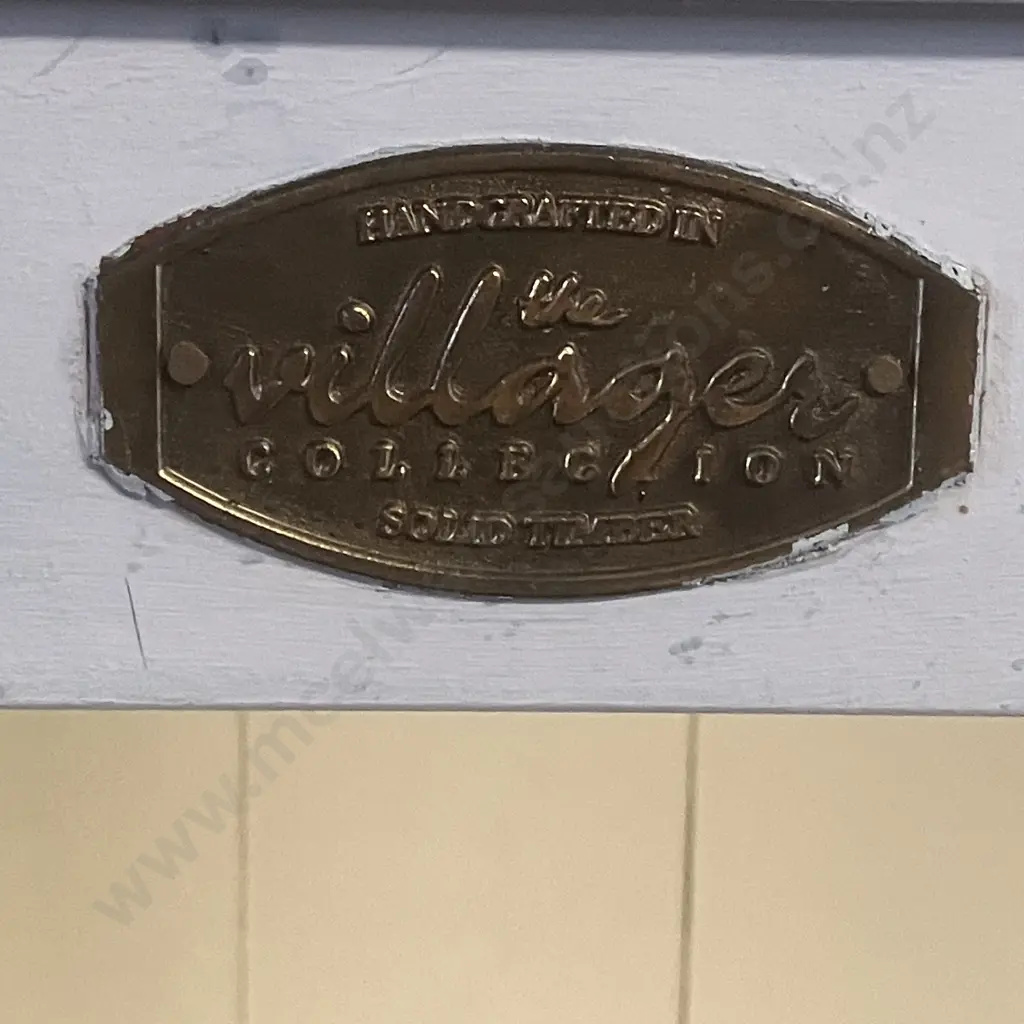 HAND CRAFTED IN
the
villager
COLLECTION
SOLID TIMBER